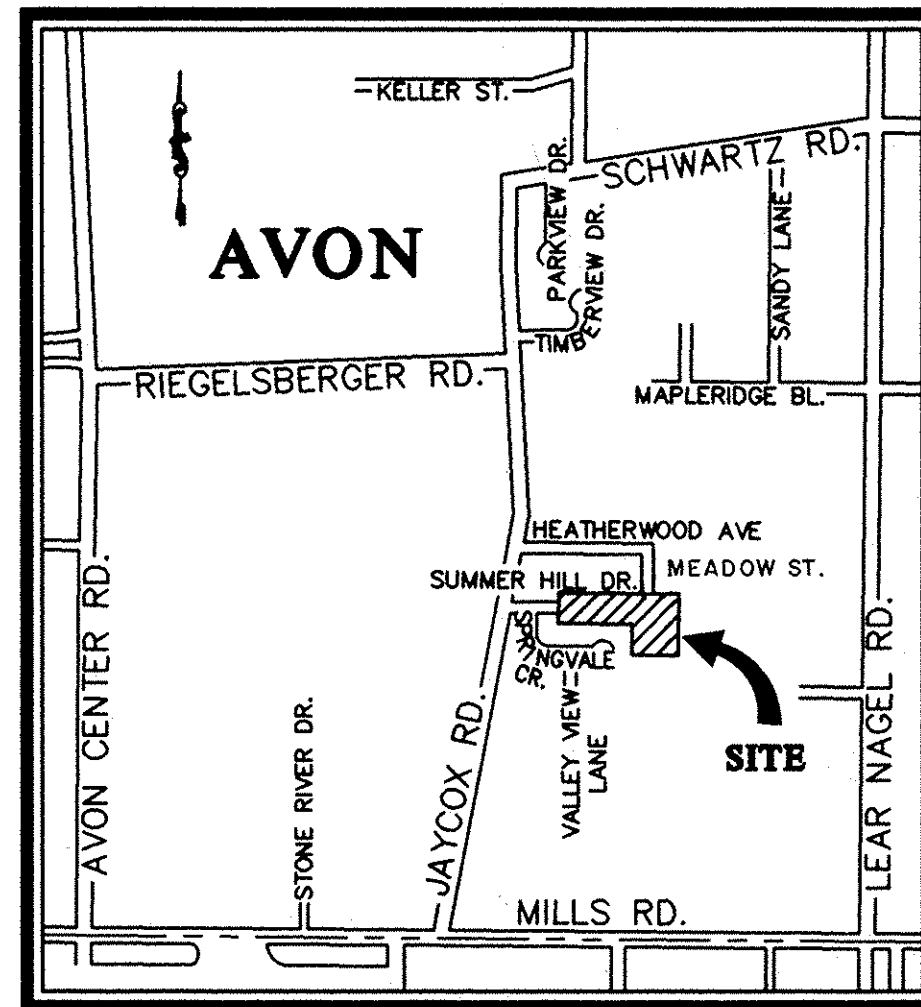 KELLER ST.
SCHWARTZ RD.
PARKVIEW DR.
AVON
TIMBERVIEW DR.
SANDY LANE
RIEGELSBERGER RD.
MAPLERIDGE BL.
HEATHERWOOD AVE
MEADOW ST.
SUMMER HILL DR.
SPRINGVALE
CR.
AVON CENTER RD.
STONE RIVER DR.
JAYCOX RD.
VALLEY VIEW
LANE
SITE
LEAR NAGEL RD.
MILLS RD.